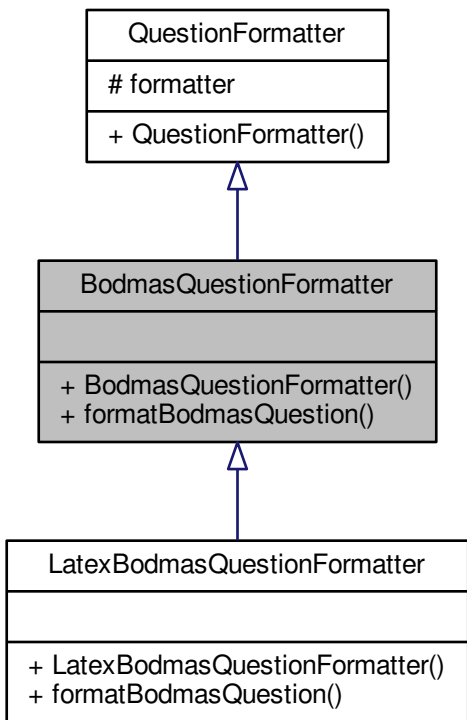 QuestionFormatter
# formatter
+ QuestionFormatter()
BodmasQuestionFormatter
+ BodmasQuestionFormatter()
+ formatBodmasQuestion()
LatexBodmasQuestionFormatter
+ LatexBodmasQuestionFormatter()
+ formatBodmasQuestion()